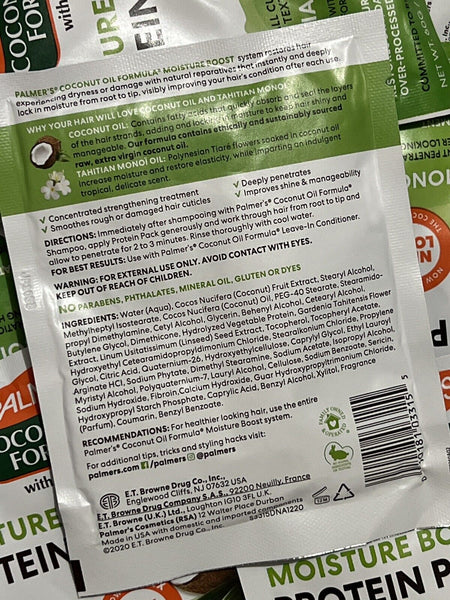 PALMER'S® COCONUT OIL FORMULA® MOISTURE BOOST system restores hair
experiencing dryness or damage with natural reparatives that instantly and deeply
lock in moisture from root to tip, visibly improving your hair's condition after each use.
WHY YOUR HAIR WILL LOVE COCONUT OIL AND TAHITIAN MONOI:
COCONUT OIL: Contains fatty acids that quickly absorb and seal the layers
of the hair strands, adding and locking in moisture to keep hair shiny and
manageable. Our formula contains ethically and sustainably sourced
raw, extra virgin coconut oil.
TAHITIAN MONOI OIL: Polynesian Tiaré flowers soaked in coconut oil
increase moisture and restore elasticity, while imparting an indulgent
tropical, delicate scent.
✓ Concentrated strengthening treatment
✓ Smoothes rough or damaged hair cuticles
✓ Deeply penetrates
✓ Improves shine & manageability
DIRECTIONS: Immediately after shampooing with Palmer's® Coconut Oil Formula®
Shampoo, apply Protein Pack generously and work through hair from root to tip and
allow to penetrate for 2 to 3 minutes. Rinse thoroughly with cool water.
FOR BEST RESULTS: Use with Palmer's® Coconut Oil Formula® Leave-In Conditioner.
WARNING: FOR EXTERNAL USE ONLY. AVOID CONTACT WITH EYES.
KEEP OUT OF REACH OF CHILDREN.
NO PARABENS, PHTHALATES, MINERAL OIL, GLUTEN OR DYES
INGREDIENTS: Water (Aqua), Cocos Nucifera (Coconut) Fruit Extract, Stearyl Alcohol,
Methylheptyl Isostearate, Cocos Nucifera (Coconut) Oil, PEG-40 Stearate, Stearamido-
propyl Dimethylamine, Cetyl Alcohol, Glycerin, Behenyl Alcohol, Cetearyl Alcohol,
Butylene Glycol, Dimethicone, Hydrolyzed Vegetable Protein, Gardenia Tahitensis Flower
Extract, Linum Usitatissimum (Linseed) Seed Extract, Tocopherol, Tocopheryl Acetate,
Hydroxyethyl Cetearamidopropyldimonium Chloride, Stearalkonium Chloride, Propylene
Glycol, Citric Acid, Quaternium-26, Hydroxyethylcellulose, Caprylyl Glycol, Ethyl Lauroyl
Arginate HCl, Sodium Phytate, Dimethyl Stearamine, Sodium Acetate, Isopropyl Alcohol,
Myristyl Alcohol, Polyquaternium-7, Lauryl Alcohol, Cellulose, Sodium Benzoate, Sericin,
Sodium Hydroxide, Fibroin, Calcium Hydroxide, Guar Hydroxypropyltrimonium Chloride,
Hydroxypropyl Starch Phosphate, Caprylic Acid, Benzyl Alcohol, Xylitol, Fragrance
(Parfum), Coumarin, Benzyl Benzoate.
RECOMMENDATIONS: For healthier looking hair, use the entire
Palmer's® Coconut Oil Formula® Moisture Boost system.
For additional tips, tricks and styling hacks visit:
palmers.com /palmers @palmers
E.T. Browne Drug Co., Inc.,
Englewood Cliffs, NJ 07632 USA
E.T. Browne Drug Company S.A.S., 92200 Neuilly, France
E.T. Browne (U.K.) Ltd., Loughton IG10 3FL U.K.
Palmer's Cosmetics (RSA) 12 Walter Place Durban
Made in USA with domestic and imported components
©2020 E.T. Browne Drug Co., Inc.
12M
MOISTURE BO
PROTEIN P